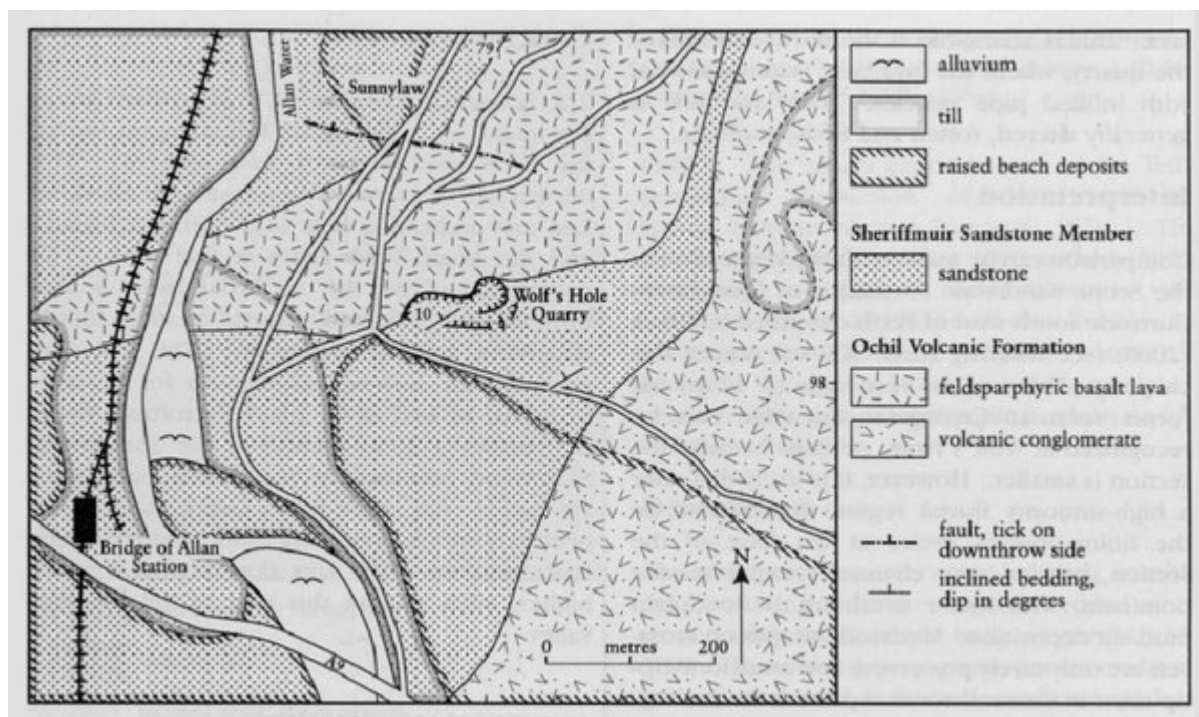 79
Allan Water
Sunnylaw
Wolf's Hole
Quarry
10
98
Bridge of Allan
Station
A9
N
0 metres 200
alluvium
till
raised beach deposits
Sheriffmuir Sandstone Member
sandstone
Ochil Volcanic Formation
feldsparphyric basalt lava
volcanic conglomerate
fault, tick on
downthrow side
inclined bedding,
dip in degrees